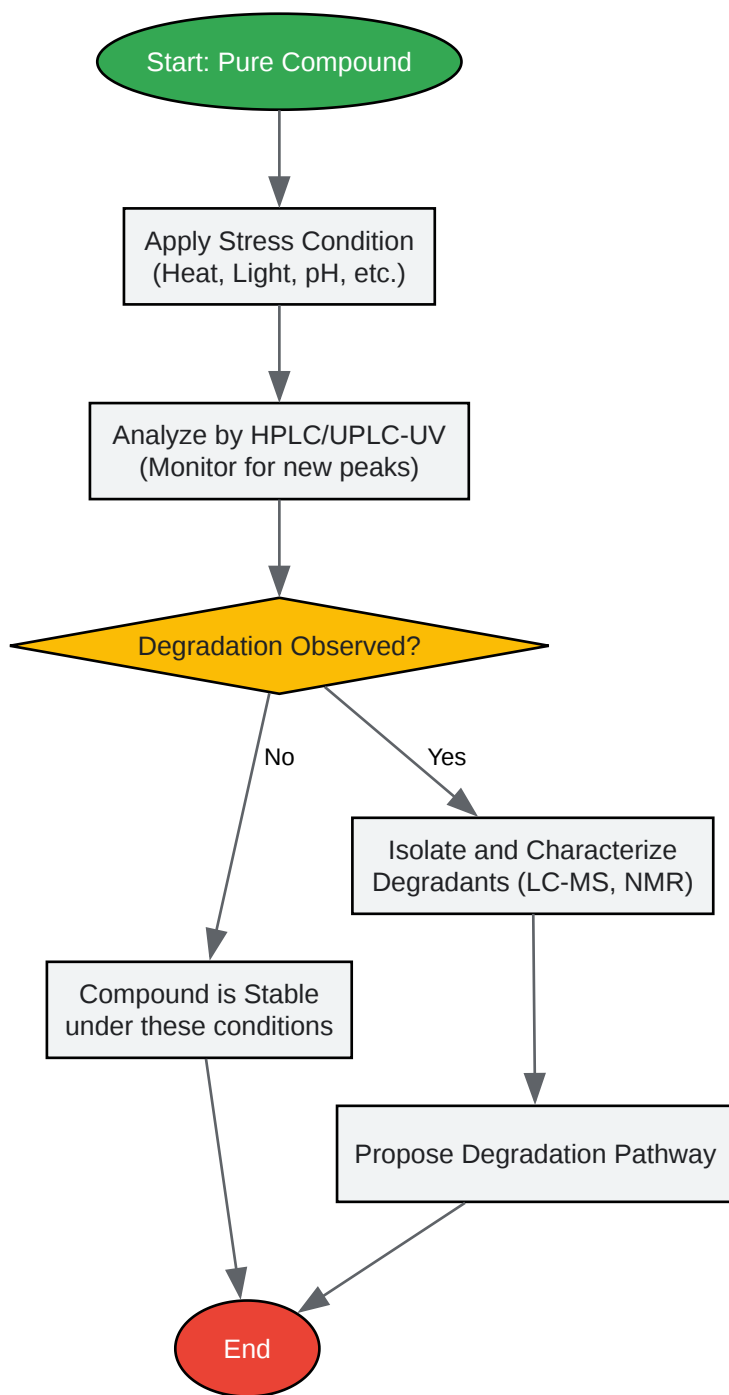 Start: Pure Compound
Apply Stress Condition
(Heat, Light, pH, etc.)
Analyze by HPLC/UPLC-UV
(Monitor for new peaks)
Degradation Observed?
No
Yes
Isolate and Characterize
Degradants (LC-MS, NMR)
Compound is Stable
under these conditions
Propose Degradation Pathway
End